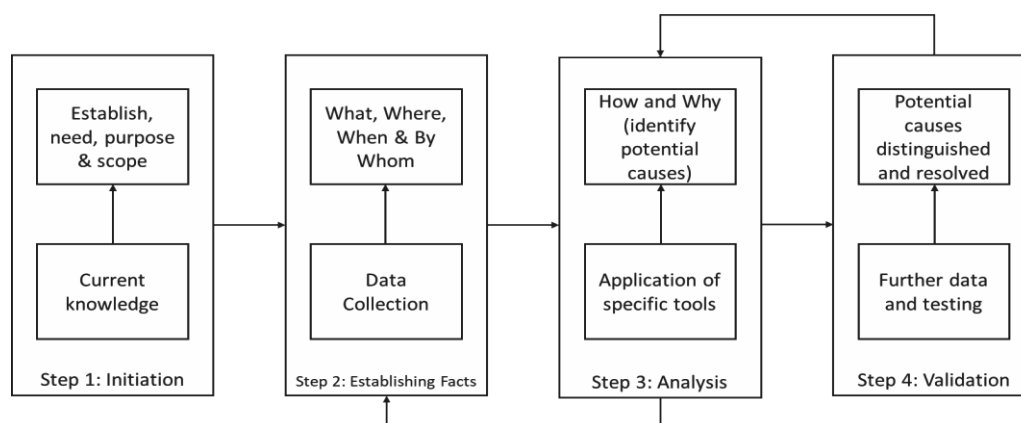 Establish,
need, purpose
& scope
Current
knowledge
Step 1: Initiation
What, Where,
When & By
Whom
Data
Collection
Step 2: Establishing Facts
How and Why
(identify
potential
causes)
Application of
specific tools
Step 3: Analysis
Potential
causes
distinguished
and resolved
Further data
and testing
Step 4: Validation